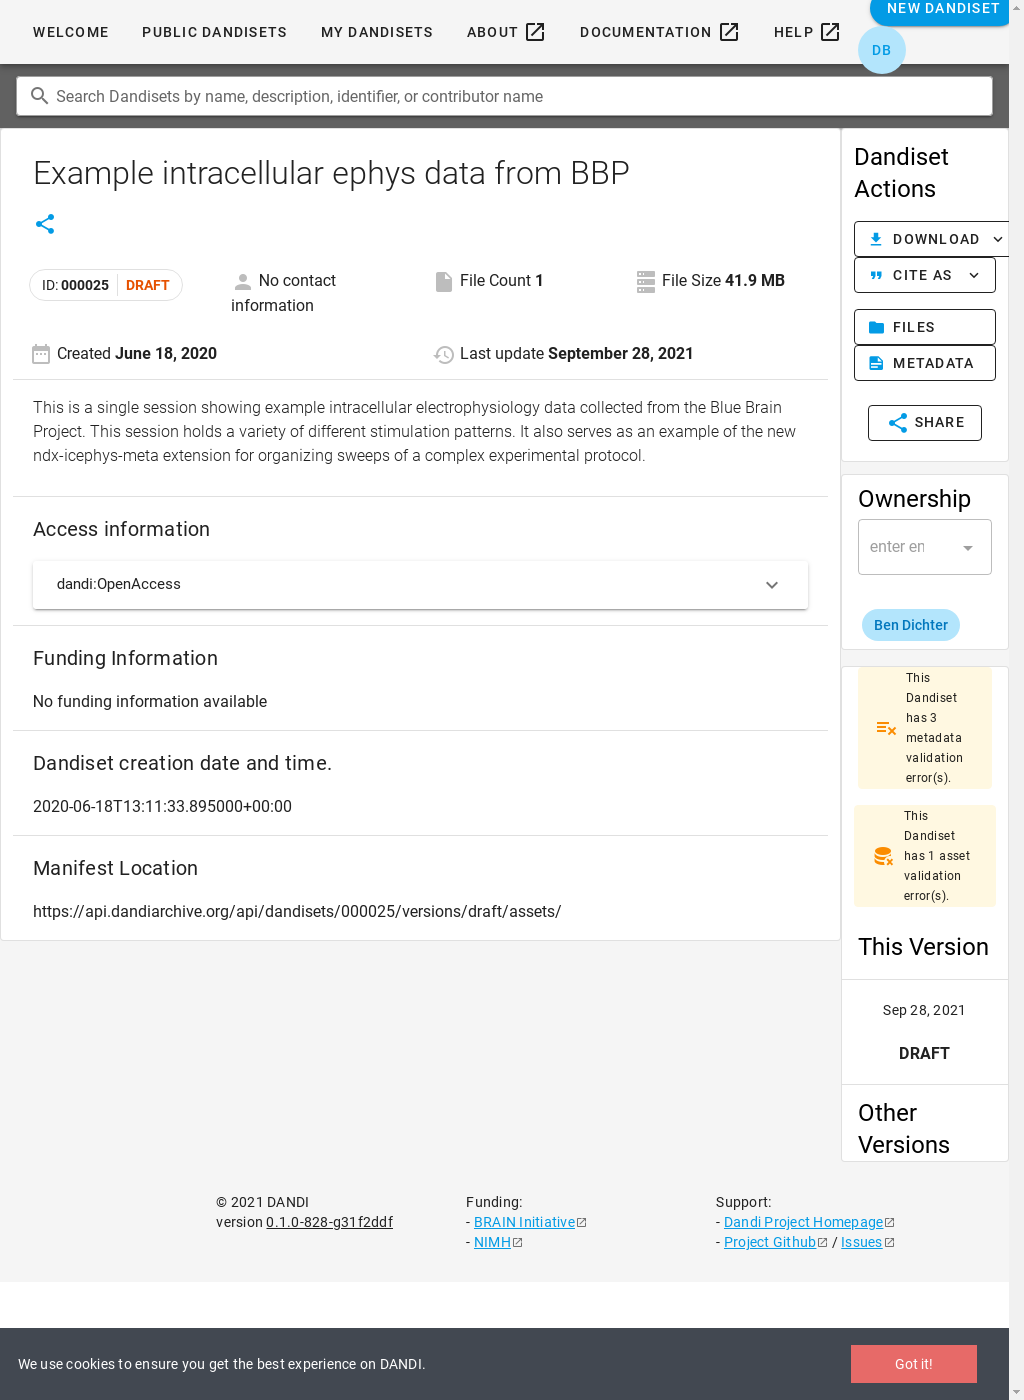 WELCOME PUBLIC DANDISETS MY DANDISETS ABOUT DOCUMENTATION HELP NEW DANDISET
DB
Search Dandisets by name, description, identifier, or contributor name
Example intracellular ephys data from BBP
ID: 000025 DRAFT
No contact
information
File Count 1
File Size 41.9 MB
Created June 18, 2020
Last update September 28, 2021
This is a single session showing example intracellular electrophysiology data collected from the Blue Brain
Project. This session holds a variety of different stimulation patterns. It also serves as an example of the new
ndx-icephys-meta extension for organizing sweeps of a complex experimental protocol.
Access information
dandi:OpenAccess
Funding Information
No funding information available
Dandiset creation date and time.
2020-06-18T13:11:33.895000+00:00
Manifest Location
https://api.dandiarchive.org/api/dandisets/000025/versions/draft/assets/
Dandiset
Actions
DOWNLOAD
CITE AS
FILES
METADATA
SHARE
Ownership
enter en
Ben Dichter
This
Dandiset
has 3
metadata
validation
error(s).
This
Dandiset
has 1 asset
validation
error(s).
This Version
Sep 28, 2021
DRAFT
Other
Versions
© 2021 DANDI
version 0.1.0-828-g31f2ddf
Funding:
- BRAIN Initiative
- NIMH
Support:
- Dandi Project Homepage
- Project Github / Issues
We use cookies to ensure you get the best experience on DANDI.
Got it!